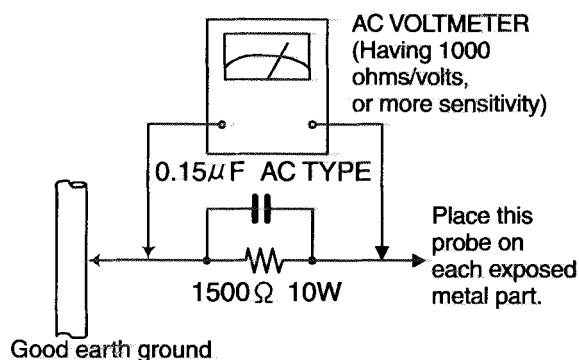 AC VOLTMETER
(Having 1000
ohms/volts,
or more sensitivity)
0.15μF AC TYPE
Place this
probe on
each exposed
metal part.
1500Ω 10W
Good earth ground